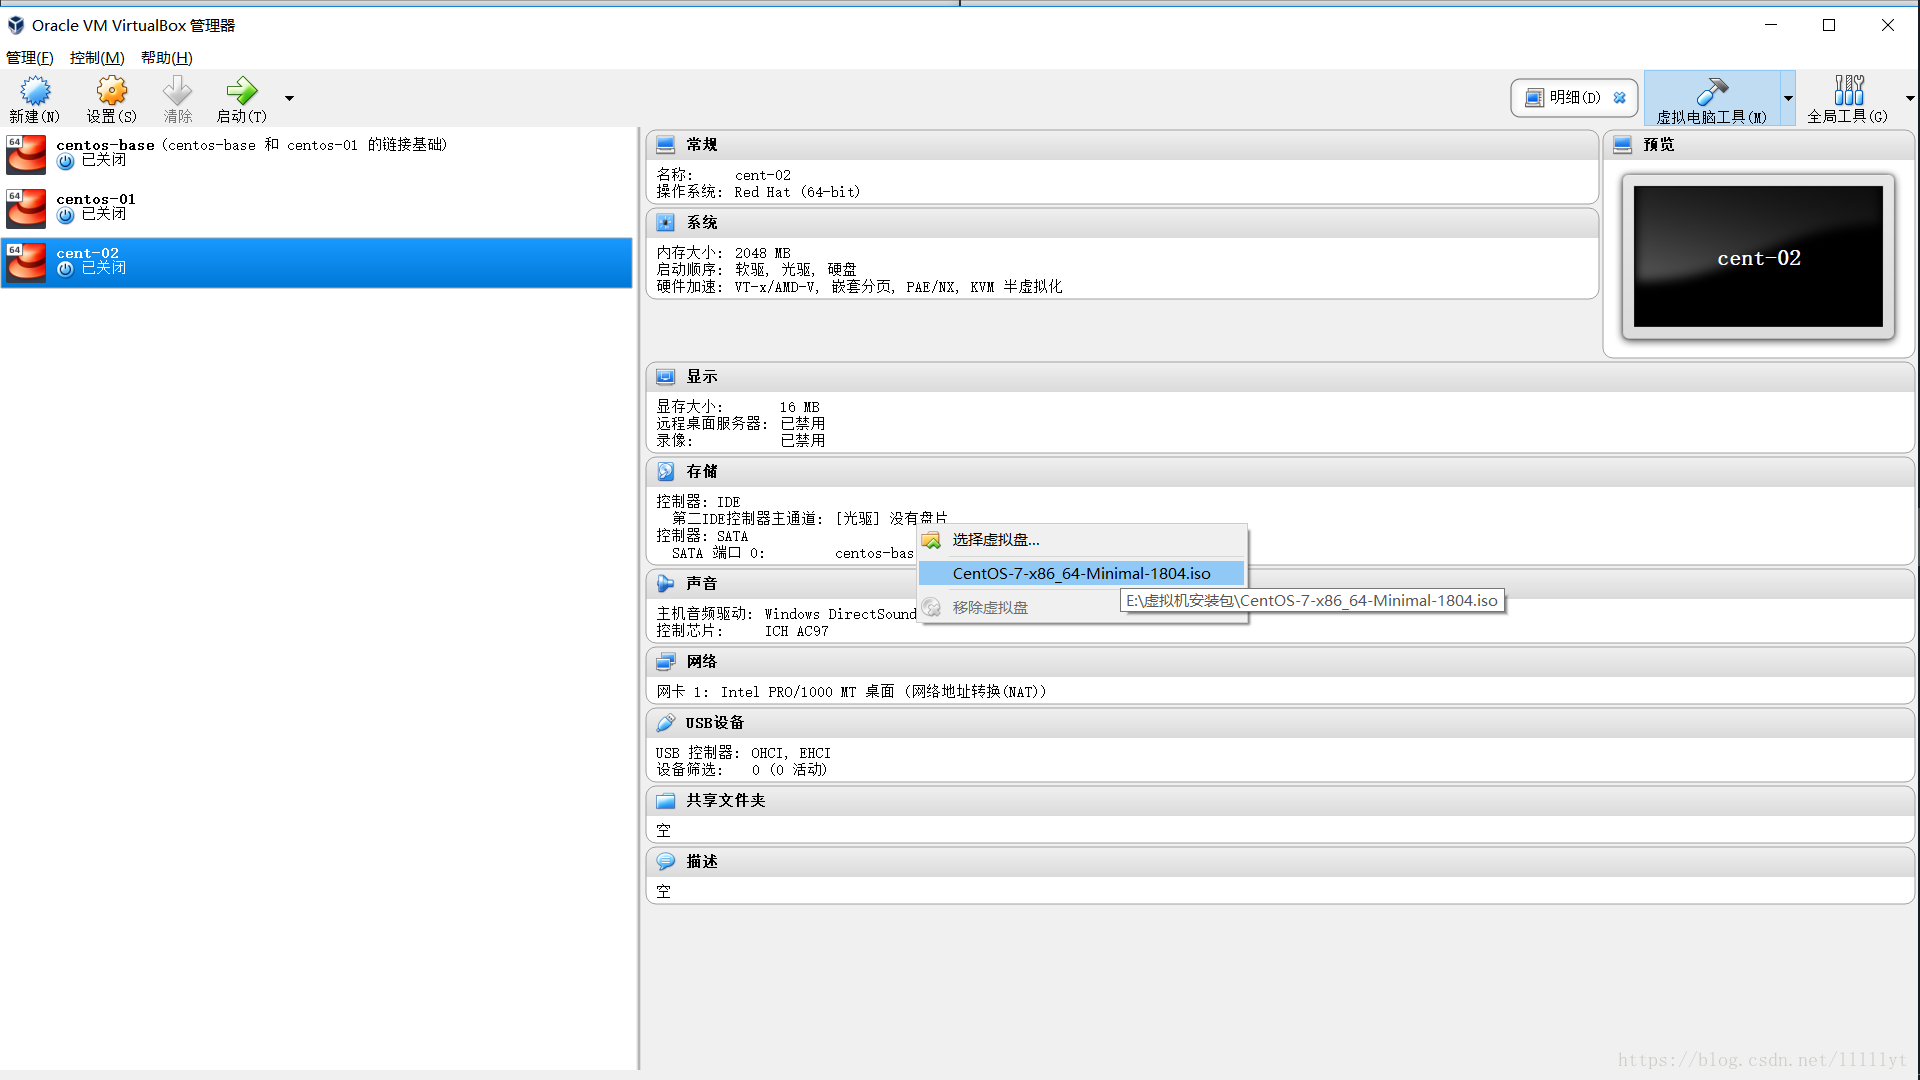 Oracle VM VirtualBox 管理器
管理(F) 控制(M) 帮助(H)
新建(N) 设置(S) 清除 启动(T) 明细(D) 虚拟电脑工具(M) 全局工具(G)
64
centos-base (centos-base 和 centos-01 的链接基础)
已关闭
64
centos-01
已关闭
64
cent-02
已关闭
常规
名称: cent-02
操作系统: Red Hat (64-bit)
系统
内存大小: 2048 MB
启动顺序: 软驱, 光驱, 硬盘
硬件加速: VT-x/AMD-V, 嵌套分页, PAE/NX, KVM 半虚拟化
预览
cent-02
显示
显存大小: 16 MB
远程桌面服务器: 已禁用
录像: 已禁用
存储
控制器: IDE
第二IDE控制器主通道: [光驱] 没有盘片
控制器: SATA
SATA 端口 0: centos-bas
选择虚拟盘...
CentOS-7-x86_64-Minimal-1804.iso
移除虚拟盘
E:\虚拟机安装包\CentOS-7-x86_64-Minimal-1804.iso
声音
主机音频驱动: Windows DirectSound
控制芯片: ICH AC97
网络
网卡 1: Intel PRO/1000 MT 桌面 (网络地址转换(NAT))
USB设备
USB 控制器: OHCI, EHCI
设备筛选: 0 (0 活动)
共享文件夹
空
描述
空
https://blog.csdn.net/lllllyt